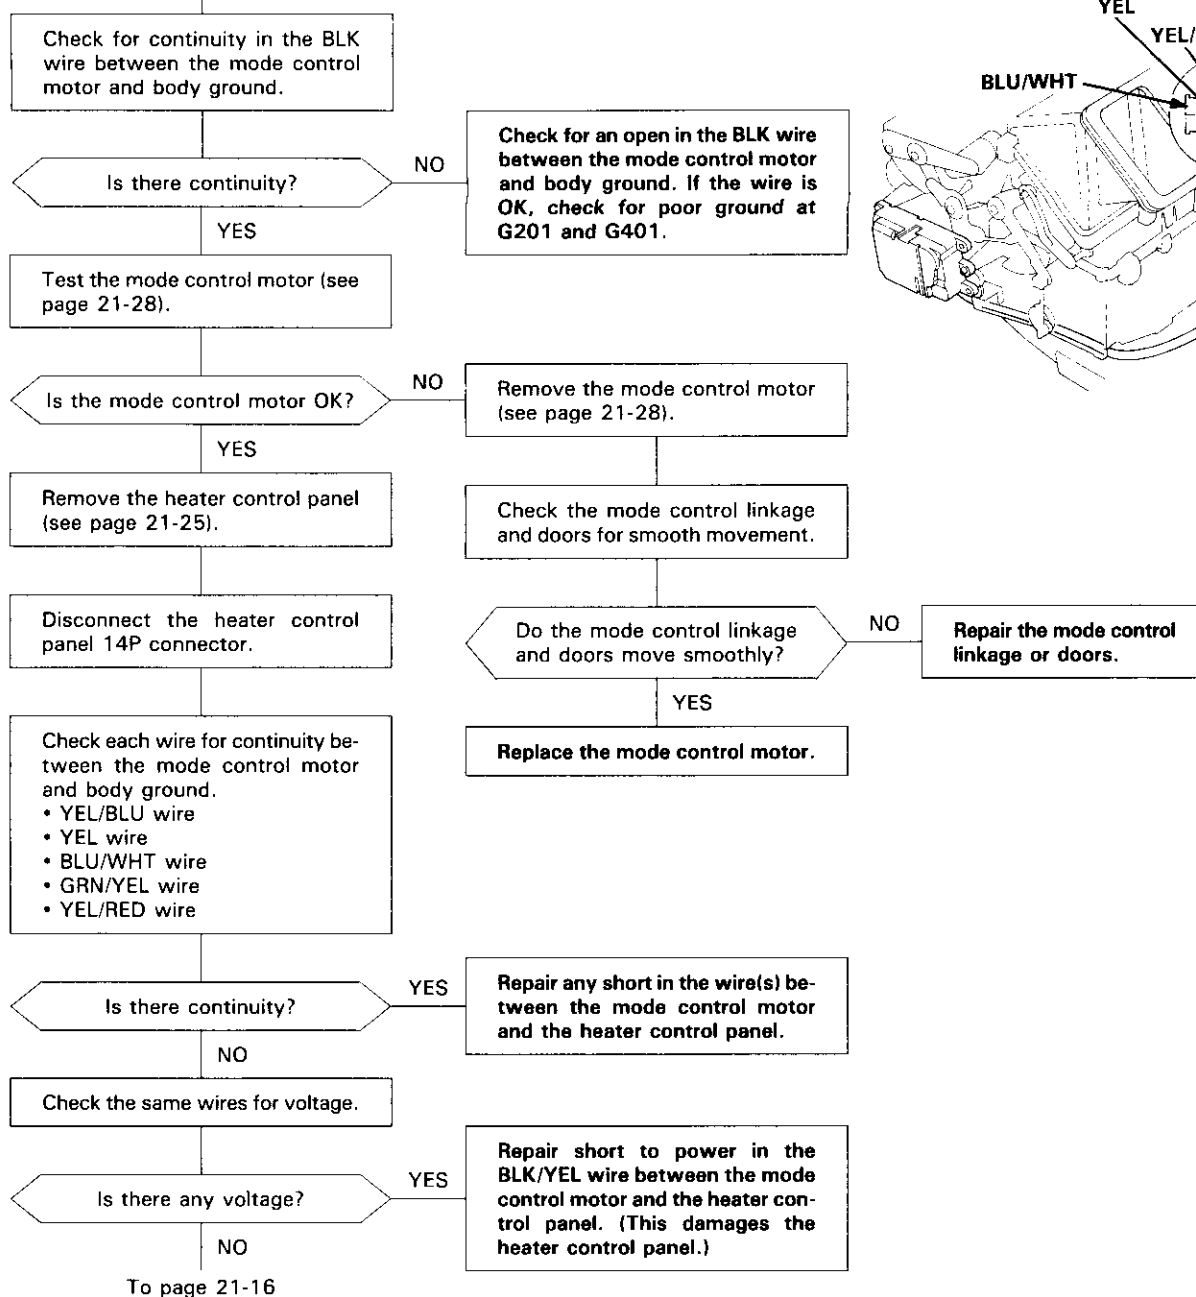 Check for continuity in the BLK
wire between the mode control
motor and body ground.
Is there continuity?
NO
Check for an open in the BLK wire
between the mode control motor
and body ground. If the wire is
OK, check for poor ground at
G201 and G401.
YES
Test the mode control motor (see
page 21-28).
Is the mode control motor OK?
NO
Remove the mode control motor
(see page 21-28).
Check the mode control linkage
and doors for smooth movement.
Do the mode control linkage
and doors move smoothly?
NO
Repair the mode control
linkage or doors.
YES
Replace the mode control motor.
YES
Remove the heater control panel
(see page 21-25).
Disconnect the heater control
panel 14P connector.
Check each wire for continuity be-
tween the mode control motor
and body ground.
• YEL/BLU wire
• YEL wire
• BLU/WHT wire
• GRN/YEL wire
• YEL/RED wire
Is there continuity?
YES
Repair any short in the wire(s) be-
tween the mode control motor
and the heater control panel.
NO
Check the same wires for voltage.
Is there any voltage?
YES
Repair short to power in the
BLK/YEL wire between the mode
control motor and the heater con-
trol panel. (This damages the
heater control panel.)
NO
To page 21-16
YEL
YEL/
BLU/WHT